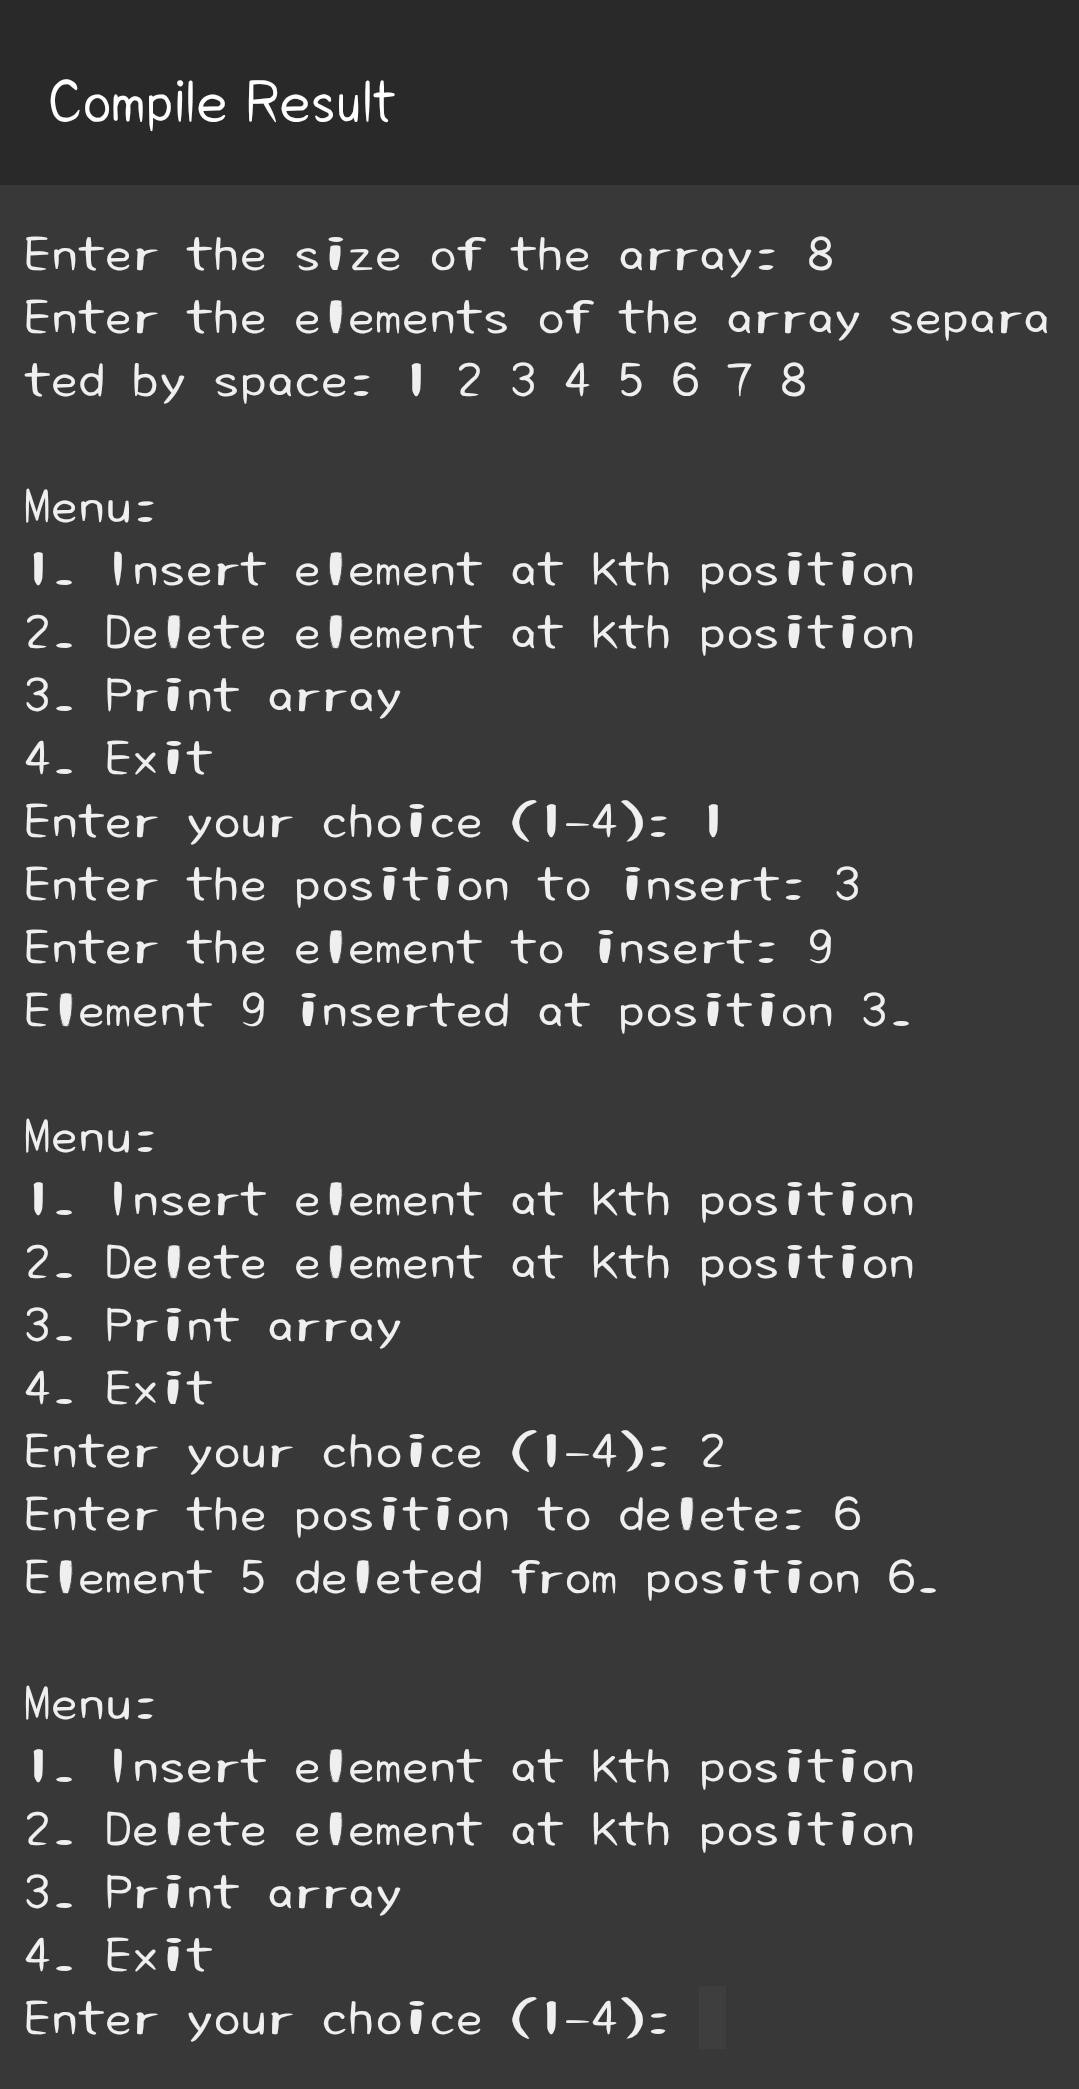 Compile Result
Enter the size of the array: 8
Enter the elements of the array separa
ted by space: 1 2 3 4 5 6 7 8
Menu:
1. Insert element at kth position
2. Delete element at kth position
3. Print array
4. Exit
Enter your choice (1-4): 1
Enter the position to insert: 3
Enter the element to insert: 9
Element 9 inserted at position 3.
Menu:
1. Insert element at kth position
2. Delete element at kth position
3. Print array
4. Exit
Enter your choice (1-4): 2
Enter the position to delete: 6
Element 5 deleted from position 6.
Menu:
1. Insert element at kth position
2. Delete element at kth position
3. Print array
4. Exit
Enter your choice (1-4):